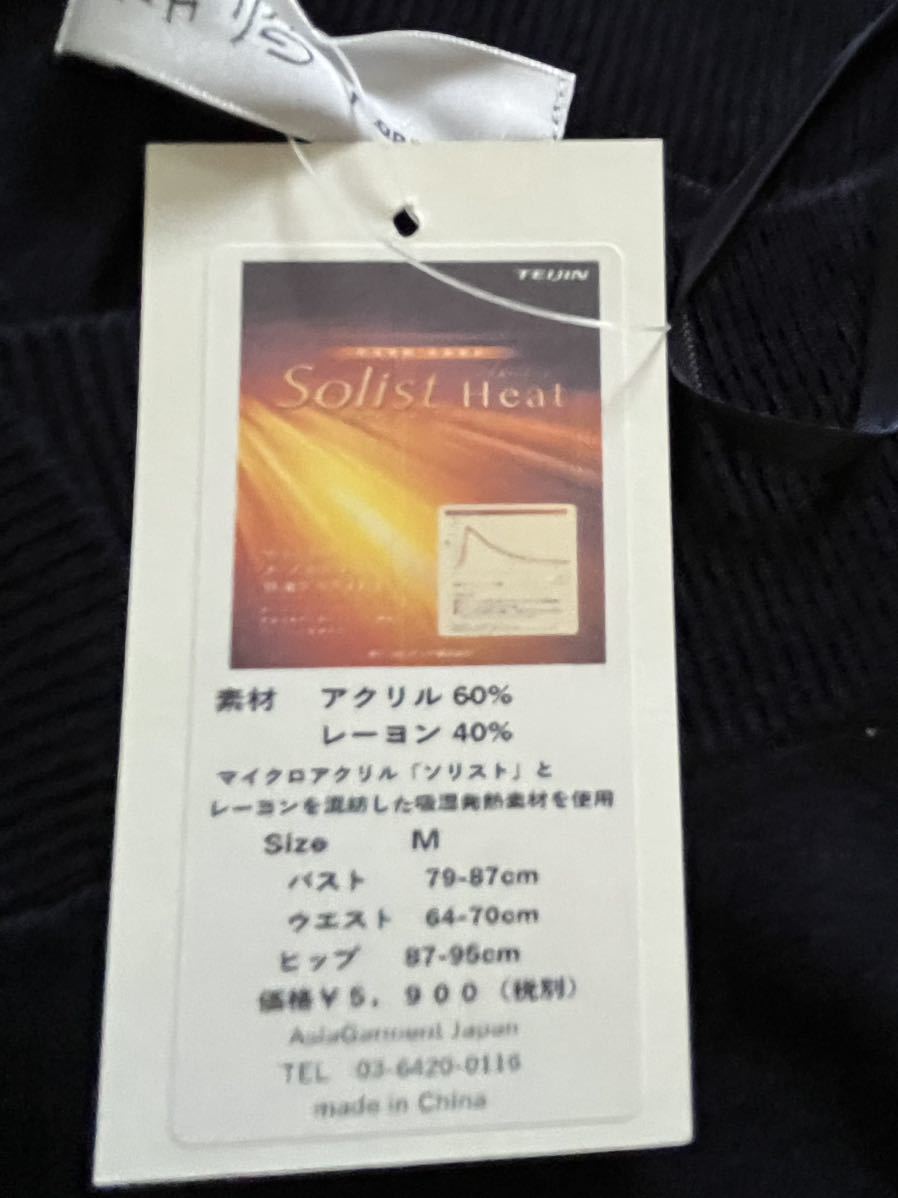 TEIJIN
Solist Heat
素材 アクリル 60%
レーヨン 40%
マイクロアクリル「ソリスト」と
レーヨンを混紡した吸湿発熱素材を使用
Size M
バスト 79-87cm
ウエスト 64-70cm
ヒップ 87-95cm
価格￥5,900(税別)
AsiaGarment Japan
TEL 03-6420-0116
made in China